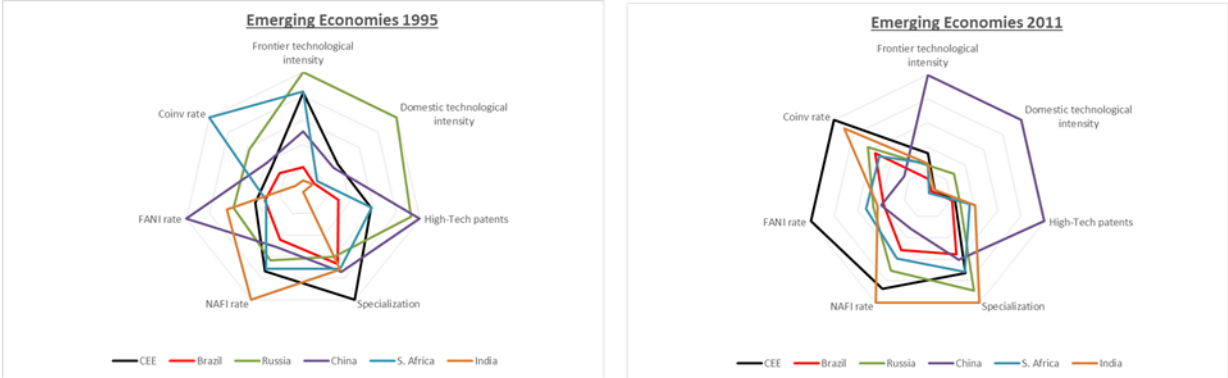 Emerging Economies 1995
Frontier technological
intensity
Coinv rate
Domestic technological
intensity
FANI rate
High-Tech patents
NAFI rate
Specialization
CEE
Brazil
Russia
China
S. Africa
India
Emerging Economies 2011
Frontier technological
intensity
Coinv rate
Domestic technological
intensity
FANI rate
High-Tech patents
NAFI rate
Specialization
CEE
Brazil
Russia
China
S. Africa
India